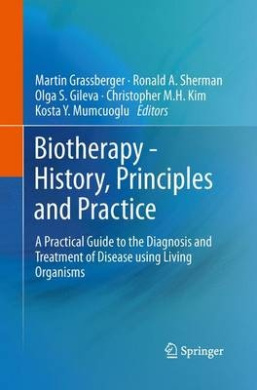 Martin Grassberger · Ronald A. Sherman
Olga S. Gileva · Christopher M.H. Kim
Kosta Y. Mumcuoglu Editors
Biotherapy -
History, Principles
and Practice
A Practical Guide to the Diagnosis and
Treatment of Disease using Living
Organisms
Springer